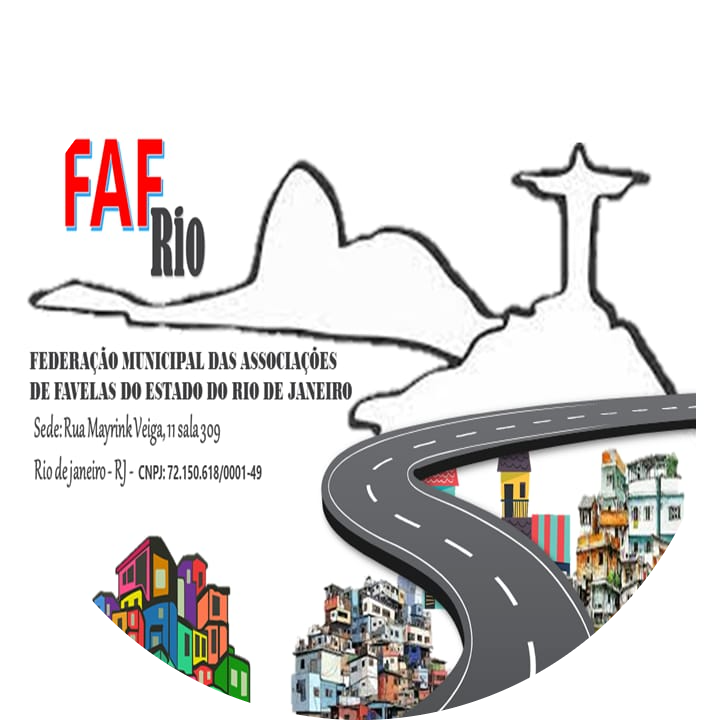 FAF
Rio
FEDERAÇÃO MUNICIPAL DAS ASSOCIAÇÕES
DE FAVELAS DO ESTADO DO RIO DE JANEIRO
Sede: Rua Mayrink Veiga, 11 sala 309
Rio de janeiro - RJ - CNPJ: 72.150.618/0001-49